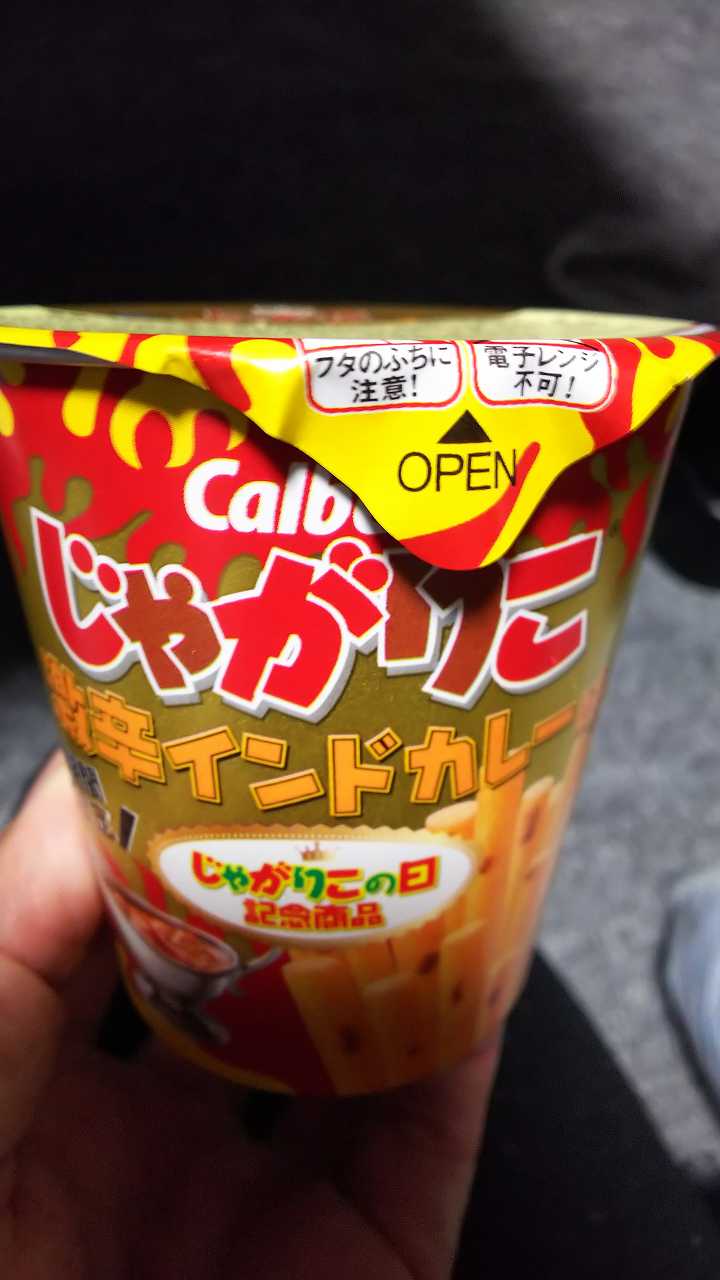 フタのふちに
注意!
電子レンジ
不可!
OPEN
Calb
じゃがりこ
激辛インドカレー
じゃがりこの日
記念商品